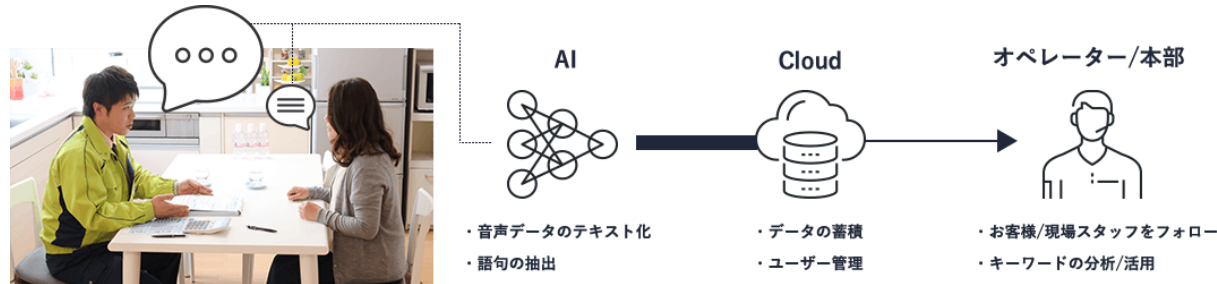 AI
・音声データのテキスト化
・語句の抽出
Cloud
・データの蓄積
・ユーザー管理
オペレーター/本部
・お客様/現場スタッフをフォロー
・キーワードの分析/活用